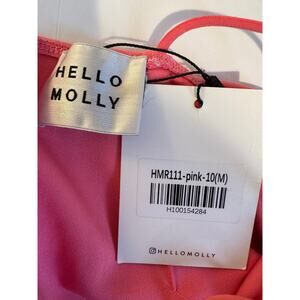 HELLO
MOLLY
HMR111-pink-10(M)
H100154284
HELLOMOLLY